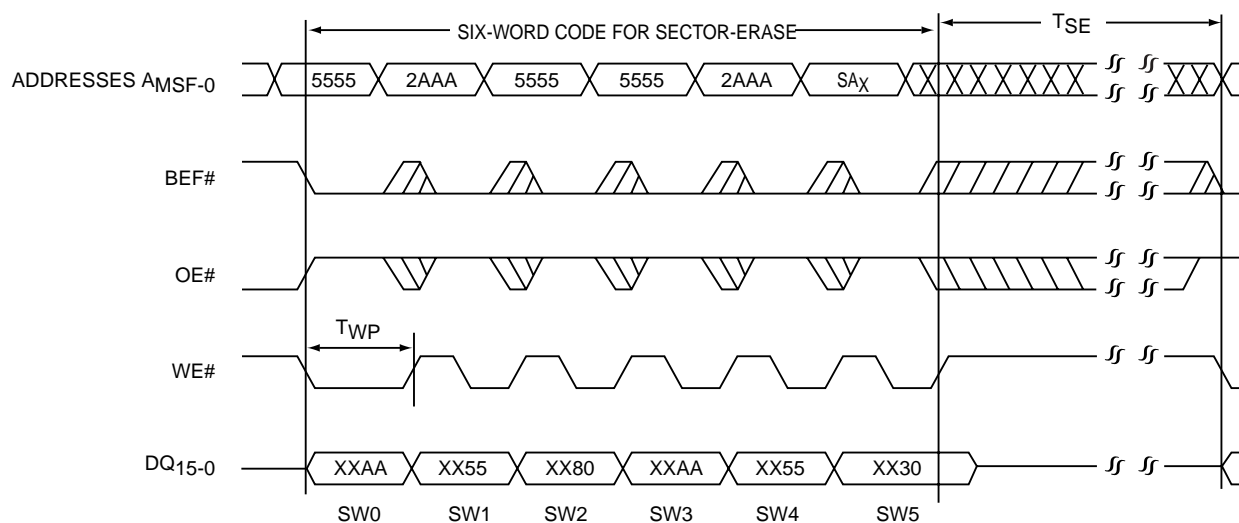 SIX-WORD CODE FOR SECTOR-ERASE
TSE
ADDRESSES AMSF-0
5555 2AAA 5555 5555 2AAA SAX
BEF#
OE#
TWP
WE#
DQ15-0
XXAA XX55 XX80 XXAA XX55 XX30
SW0 SW1 SW2 SW3 SW4 SW5